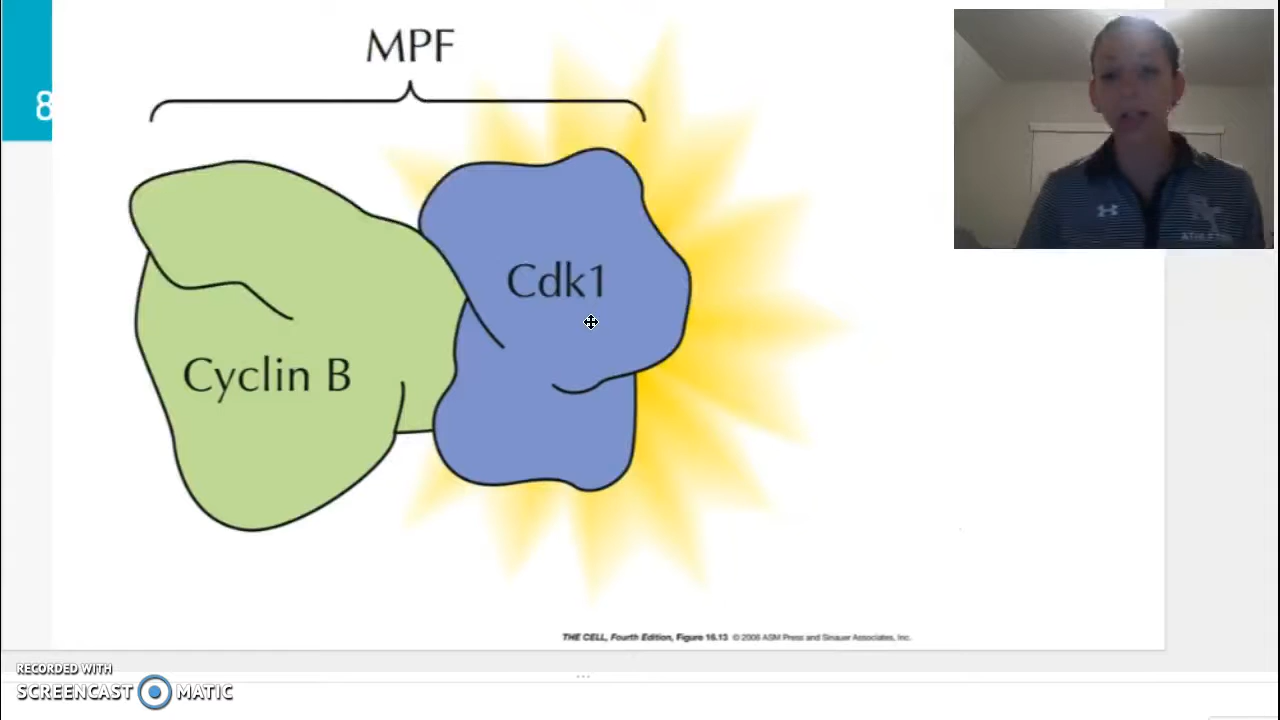 MPF
8
Cdk1
Cyclin B
THE CELL, Fourth Edition, Figure 16.13 © 2006 ASM Press and Sinauer Associates, Inc.
RECORDED WITH
SCREENCAST MATIC